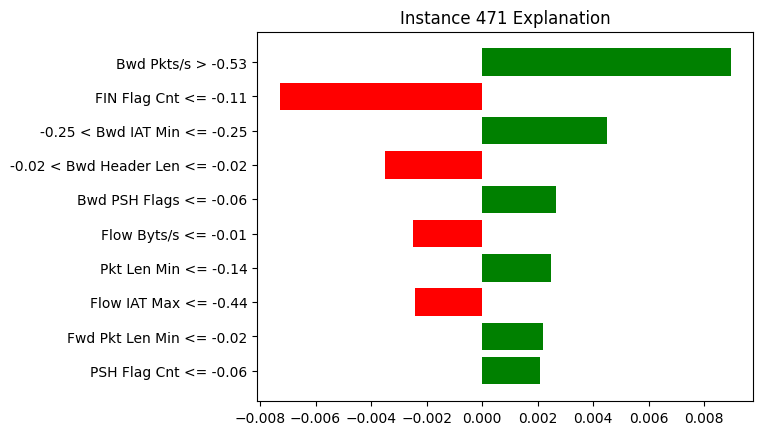 Instance 471 Explanation
Bwd Pkts/s > -0.53
FIN Flag Cnt <= -0.11
-0.25 < Bwd IAT Min <= -0.25
-0.02 < Bwd Header Len <= -0.02
Bwd PSH Flags <= -0.06
Flow Byts/s <= -0.01
Pkt Len Min <= -0.14
Flow IAT Max <= -0.44
Fwd Pkt Len Min <= -0.02
PSH Flag Cnt <= -0.06
−0.008 −0.006 −0.004 −0.002 0.000 0.002 0.004 0.006 0.008